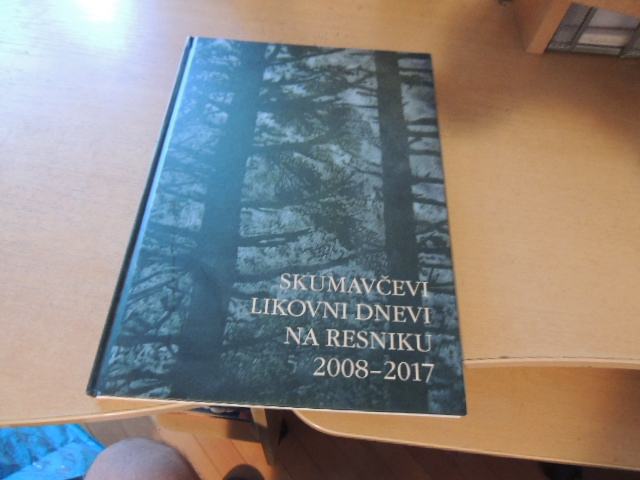 SKUMAVČEVI
LIKOVNI DNEVI
NA RESNIKU
2008–2017